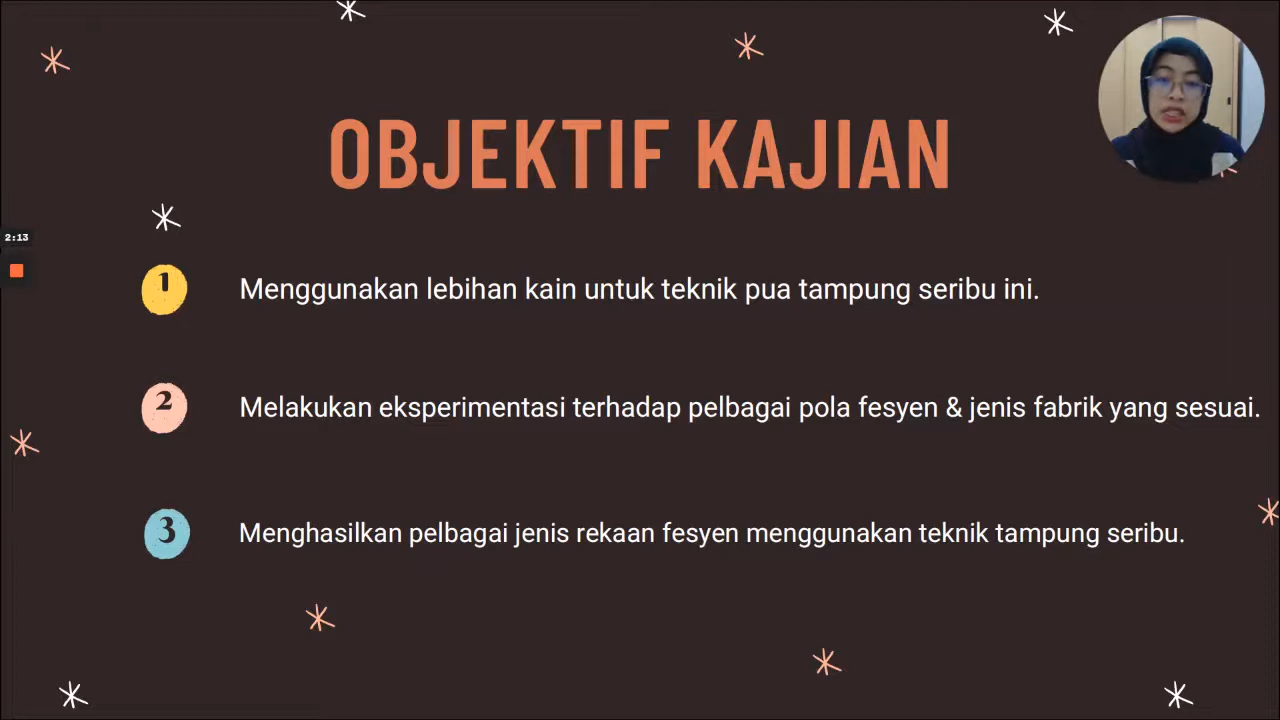 OBJEKTIF KAJIAN
2:13
1
Menggunakan lebihan kain untuk teknik pua tampung seribu ini.
2
Melakukan eksperimentasi terhadap pelbagai pola fesyen & jenis fabrik yang sesuai.
3
Menghasilkan pelbagai jenis rekaan fesyen menggunakan teknik tampung seribu.